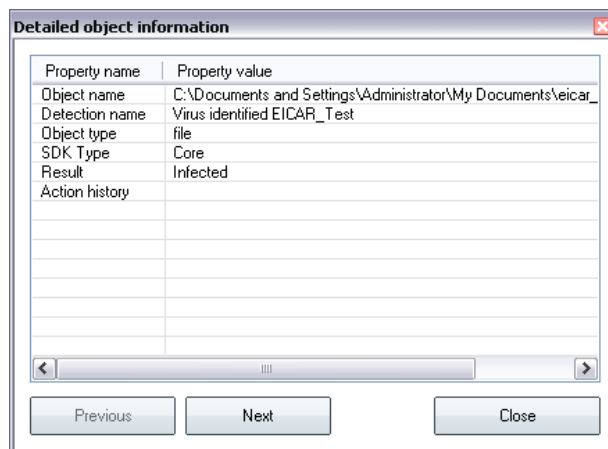 Detailed object information
Property name Property value
Object name C:\Documents and Settings\Administrator\My Documents\eicar_
Detection name Virus identified EICAR_Test
Object type file
SDK Type Core
Result Infected
Action history
Previous Next Close